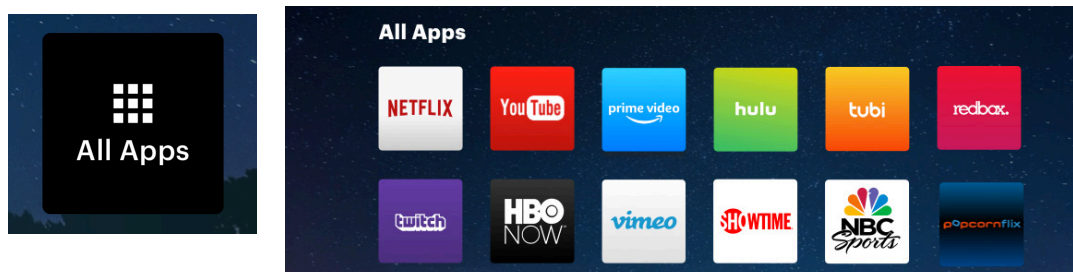 All Apps
All Apps
NETFLIX
YouTube
prime video
hulu
tubi
redbox.
twitch
HBO
NOW
vimeo
SHOWTIME
NBC
Sports
popcornflix